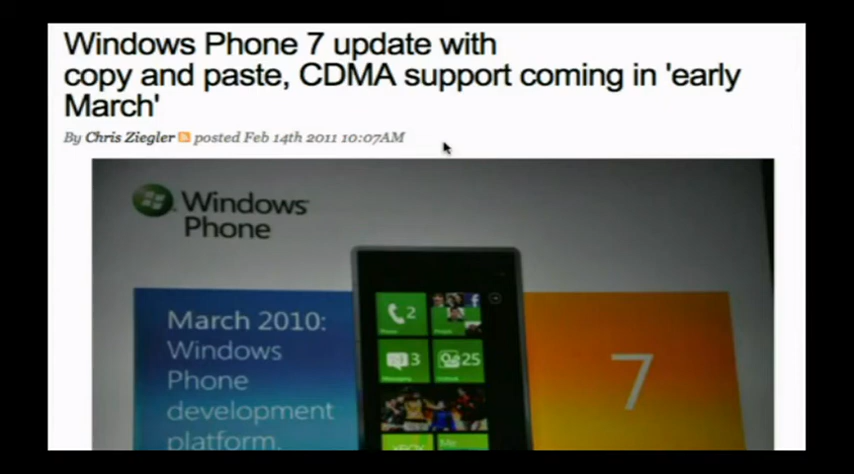 Windows Phone 7 update with
copy and paste, CDMA support coming in 'early
March'
By Chris Ziegler posted Feb 14th 2011 10:07AM
Windows
Phone
March 2010:
Windows
Phone
development
platform.
2
3
25
7
Me